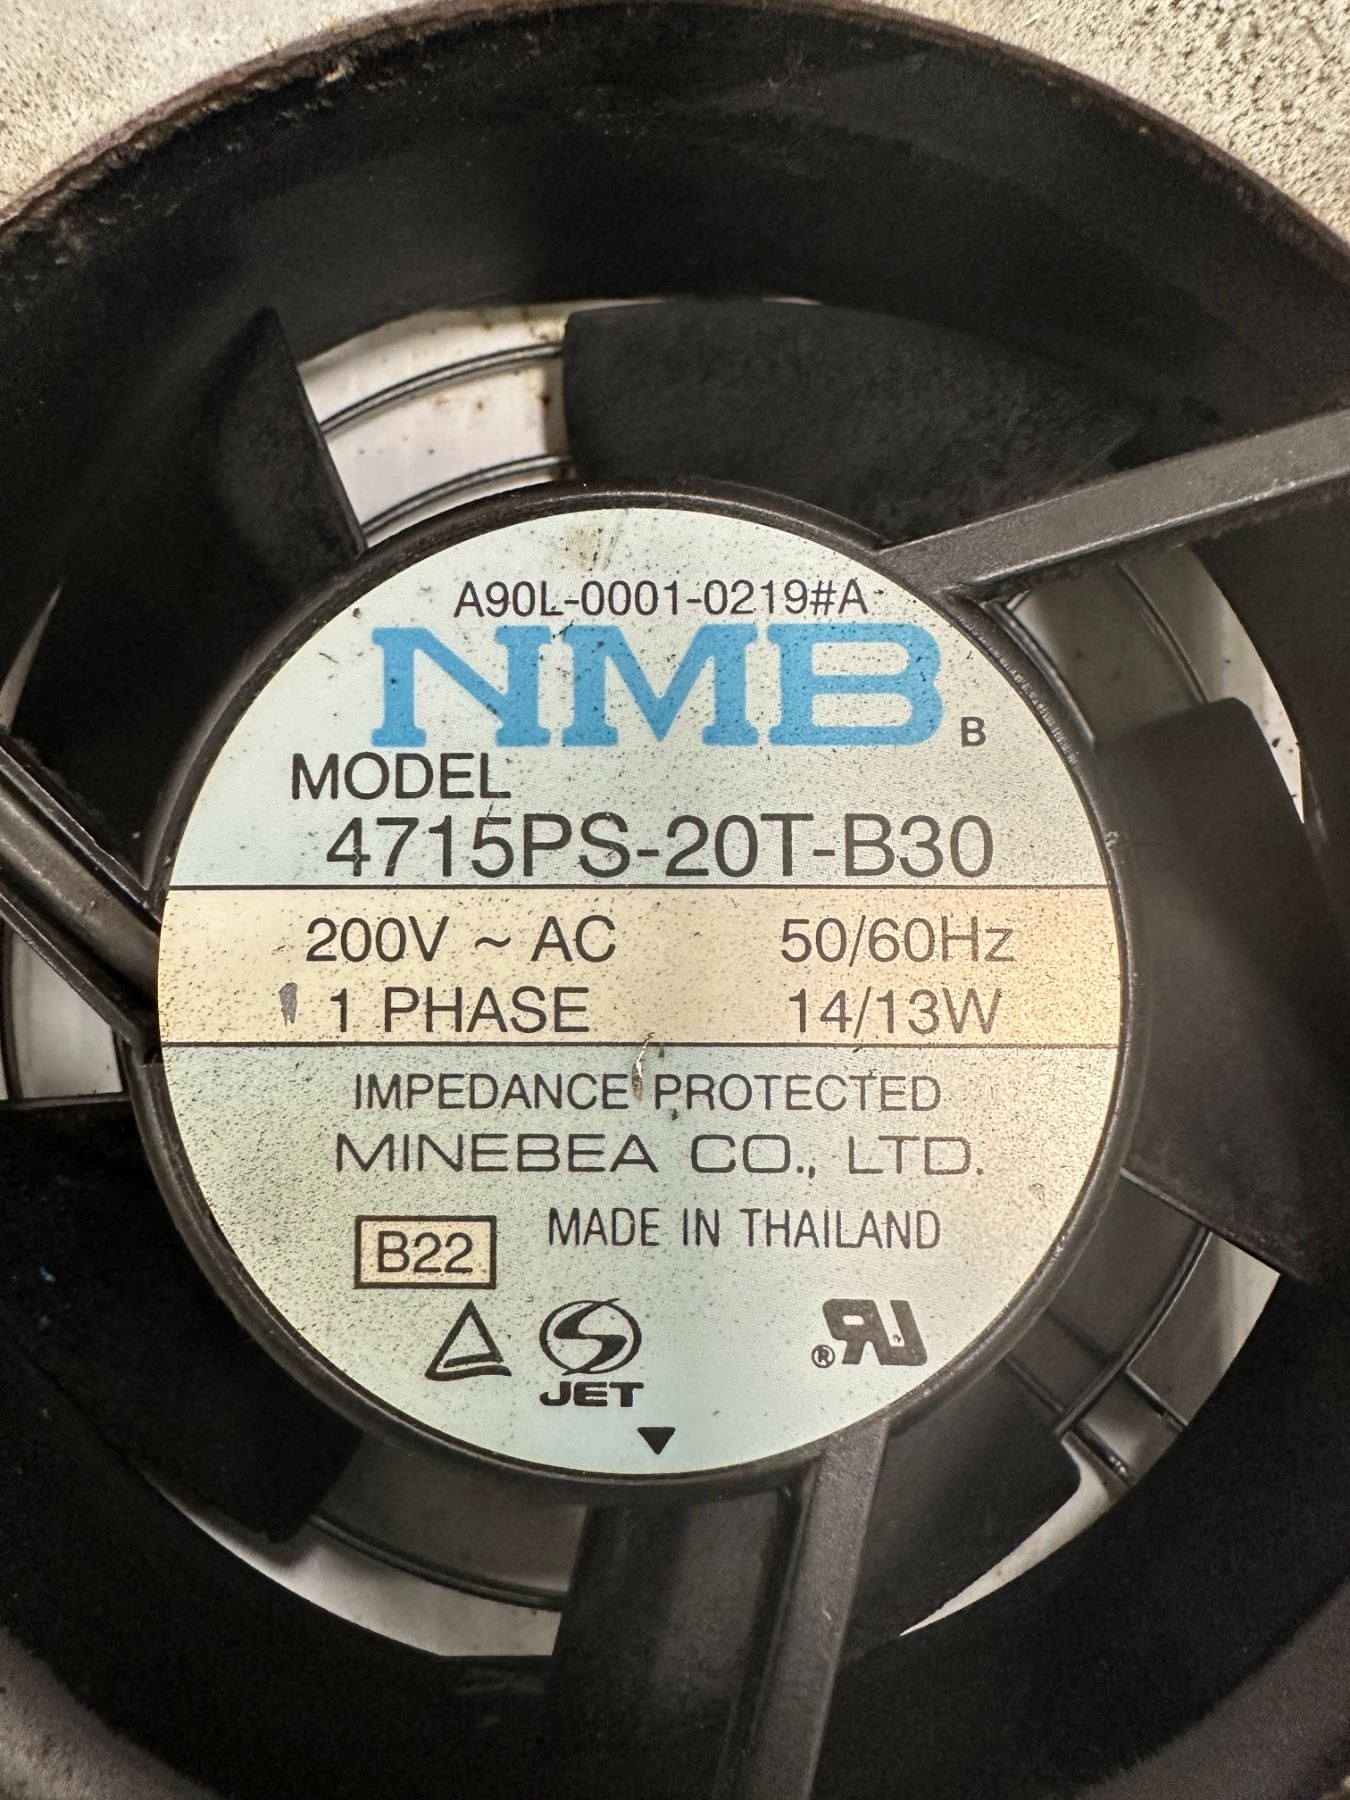 A90L-0001-0219#A
NMB B
MODEL
4715PS-20T-B30
200V ~ AC 50/60Hz
1 PHASE 14/13W
IMPEDANCE PROTECTED
MINEBEA CO., LTD.
MADE IN THAILAND
B22
JET
UR ®